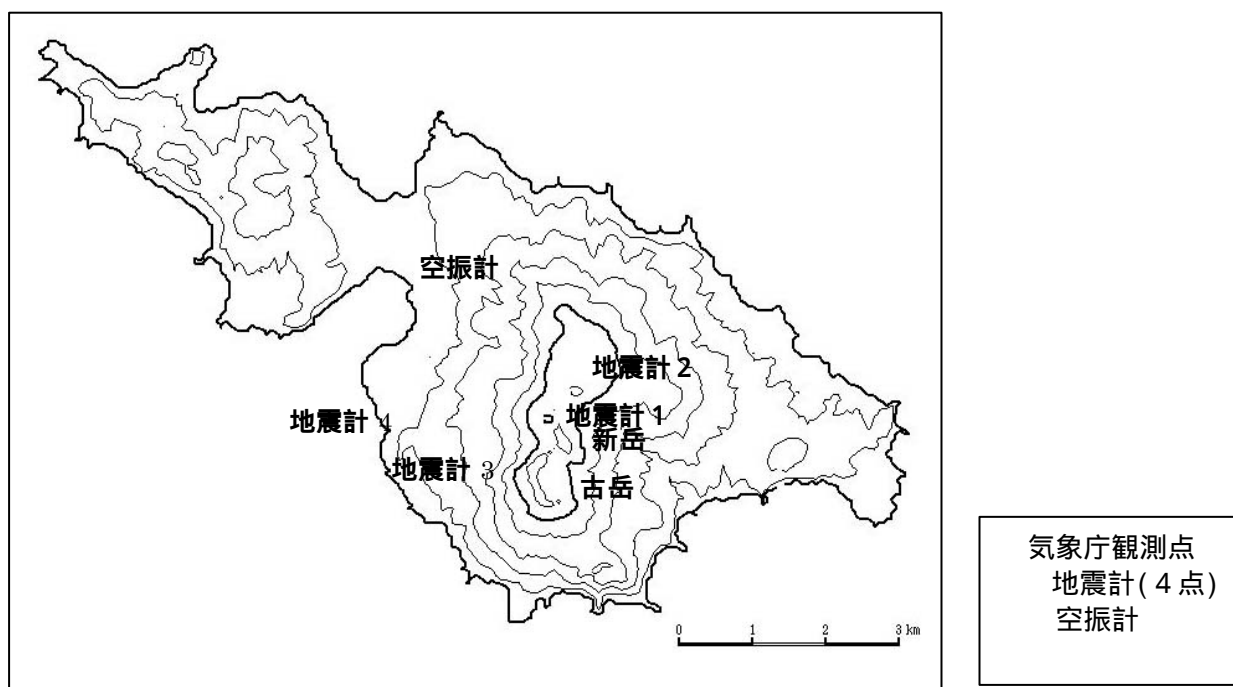 空振計
地震計 2
地震計 1
地震計 4
新岳
地震計 3
古岳
0 1 2 3 km
気象庁観測点
地震計(4点)
空振計